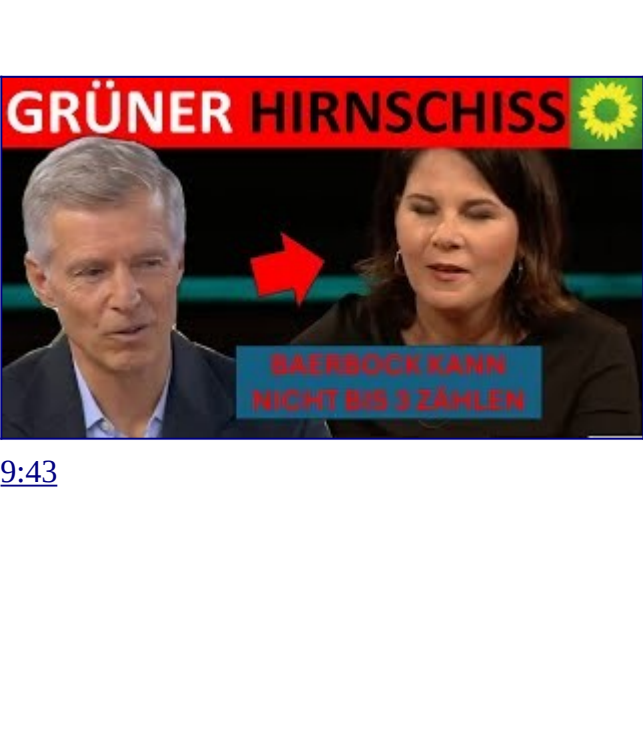 GRÜNER HIRNSCHISS
BAERBOCK KANN
NICHT BIS 3 ZÄHLEN
9:43